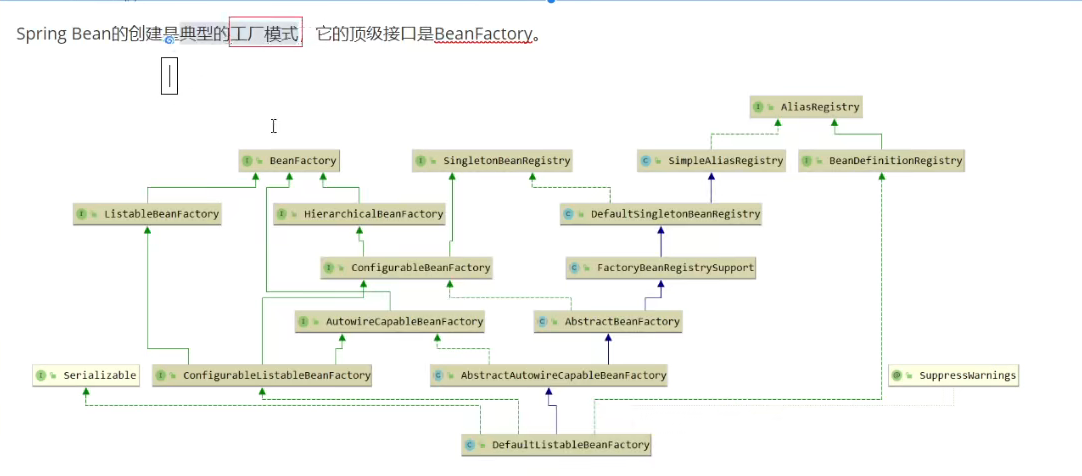 Spring Bean的创建是典型的工厂模式，它的顶级接口是BeanFactory。
AliasRegistry
BeanFactory SingletonBeanRegistry SimpleAliasRegistry BeanDefinitionRegistry
ListableBeanFactory HierarchicalBeanFactory DefaultSingletonBeanRegistry
ConfigurableBeanFactory FactoryBeanRegistrySupport
AutowireCapableBeanFactory AbstractBeanFactory
Serializable ConfigurableListableBeanFactory AbstractAutowireCapableBeanFactory SuppressWarnings
DefaultListableBeanFactory